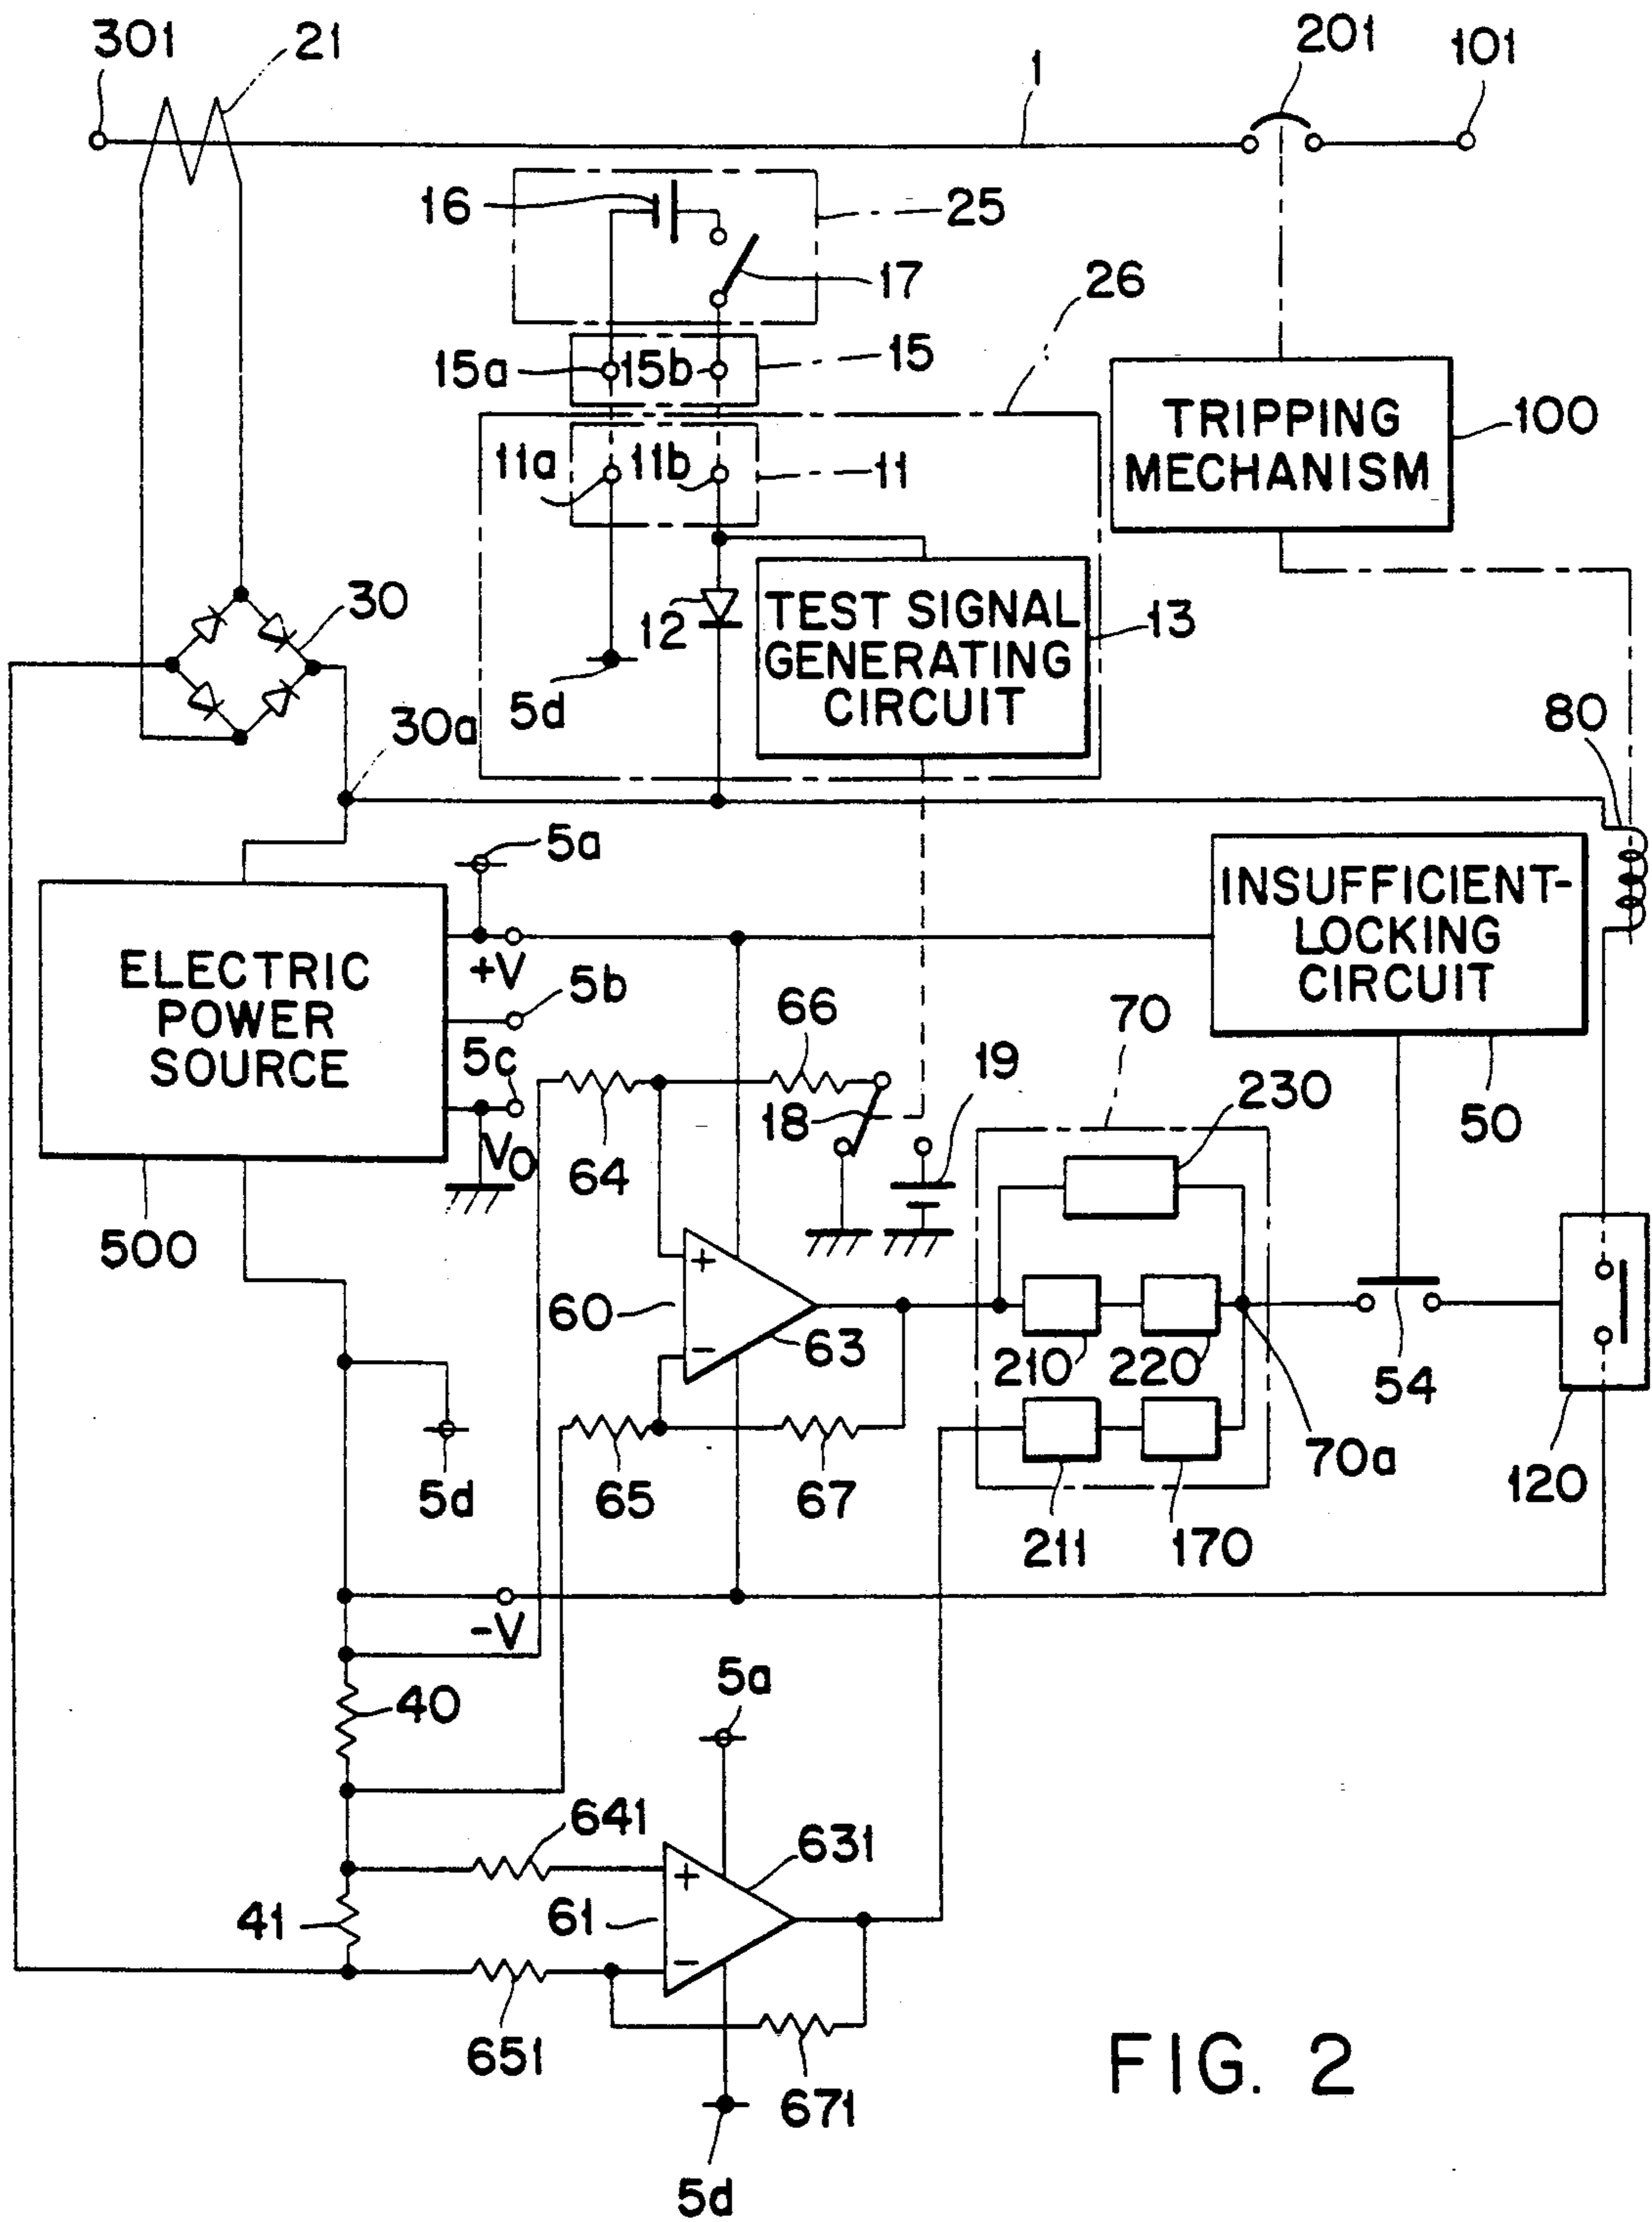 301
21
1
201
101
16
25
17
26
15a
15b
15
11a
11b
11
TRIPPING
MECHANISM
100
30
12
TEST SIGNAL
GENERATING
CIRCUIT
13
5d
30a
80
5a
INSUFFICIENT-
LOCKING
CIRCUIT
ELECTRIC
POWER
SOURCE
+V
5b
5c
66
70
19
230
50
18
VO
64
500
+
60
63
−
210
220
54
70a
120
5d
65
67
211
170
−V
40
5a
641
631
+
41
61
−
651
671
5d
FIG. 2